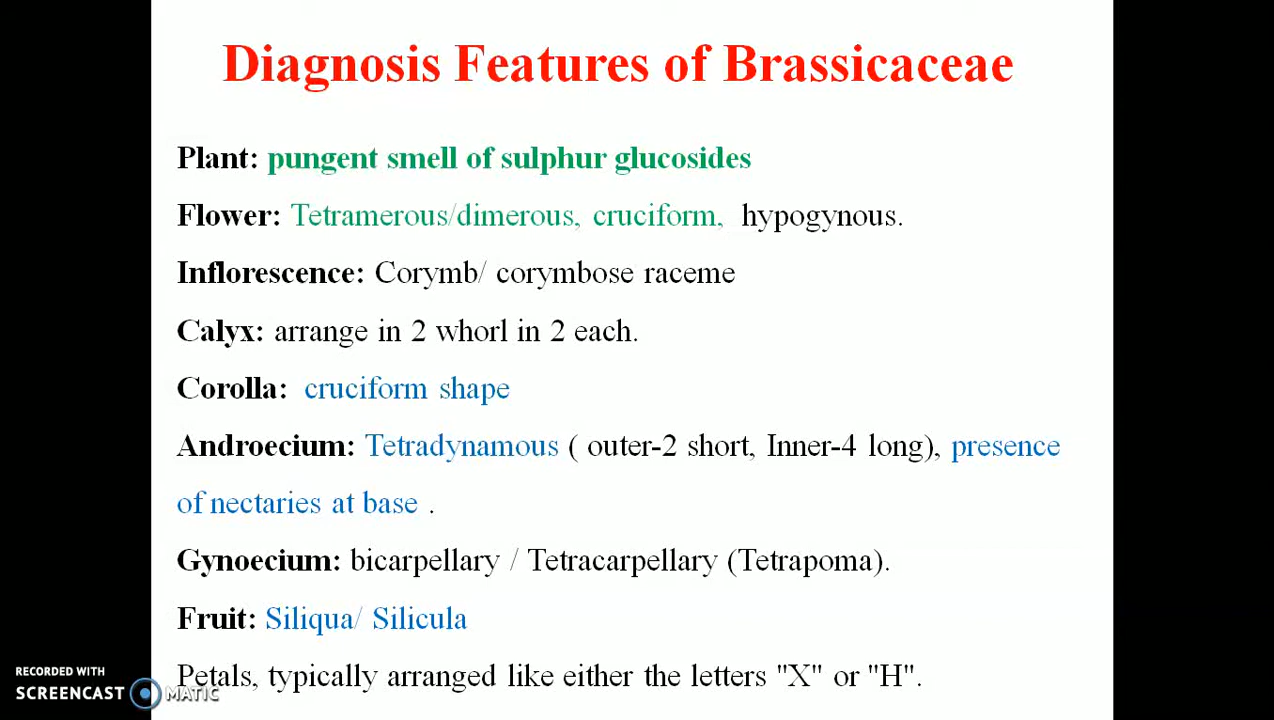 Diagnosis Features of Brassicaceae
Plant: pungent smell of sulphur glucosides
Flower: Tetramerous/dimerous, cruciform, hypogynous.
Inflorescence: Corymb/ corymbose raceme
Calyx: arrange in 2 whorl in 2 each.
Corolla: cruciform shape
Androecium: Tetradynamous ( outer-2 short, Inner-4 long), presence
of nectaries at base .
Gynoecium: bicarpellary / Tetracarpellary (Tetrapoma).
Fruit: Siliqua/ Silicula
Petals, typically arranged like either the letters "X" or "H".
RECORDED WITH
SCREENCAST MATIC